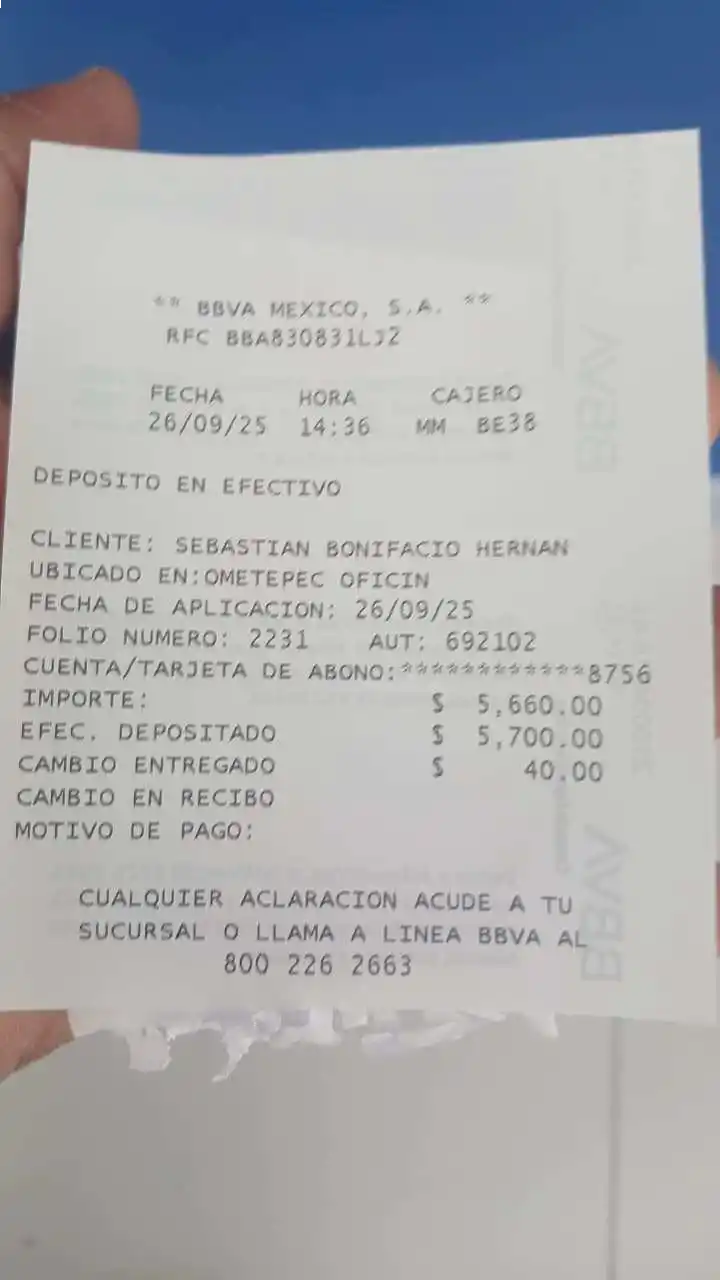 ** BBVA MEXICO, S.A. **
RFC BBA830831LJ2
FECHA HORA CAJERO
26/09/25 14:36 MM BE38
DEPOSITO EN EFECTIVO
CLIENTE: SEBASTIAN BONIFACIO HERNAN
UBICADO EN:OMETEPEC OFICIN
FECHA DE APLICACION: 26/09/25
FOLIO NUMERO: 2231 AUT: 692102
CUENTA/TARJETA DE ABONO:************8756
IMPORTE: $ 5,660.00
EFEC. DEPOSITADO $ 5,700.00
CAMBIO ENTREGADO $ 40.00
CAMBIO EN RECIBO
MOTIVO DE PAGO:
CUALQUIER ACLARACION ACUDE A TU
SUCURSAL O LLAMA A LINEA BBVA AL
800 226 2663
BBVA
BBVA